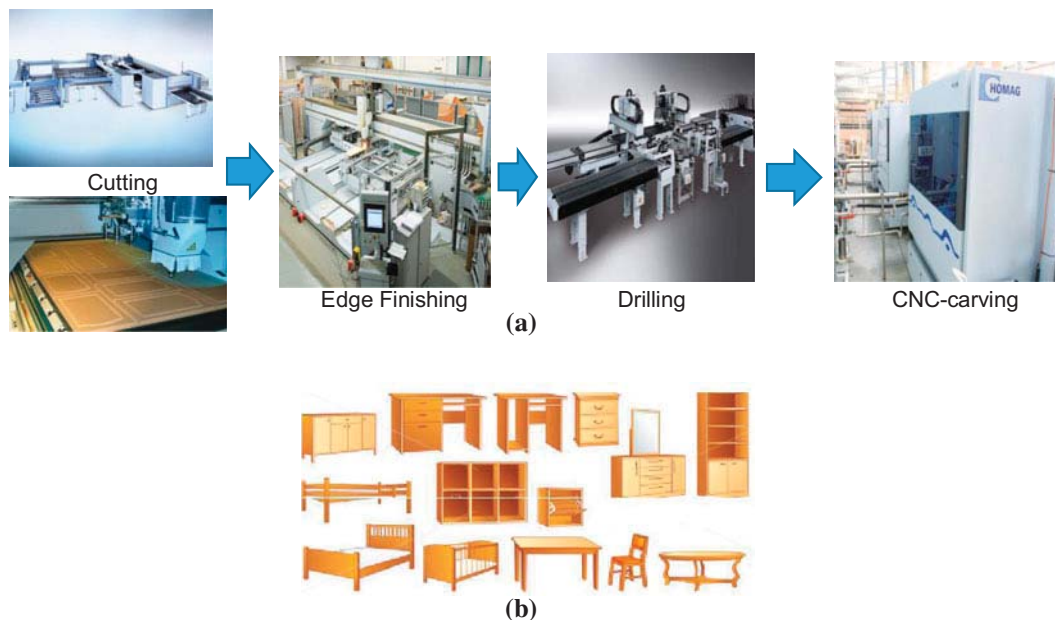 Cutting
HOMAG
Edge Finishing
Drilling
CNC-carving
(a)
(b)